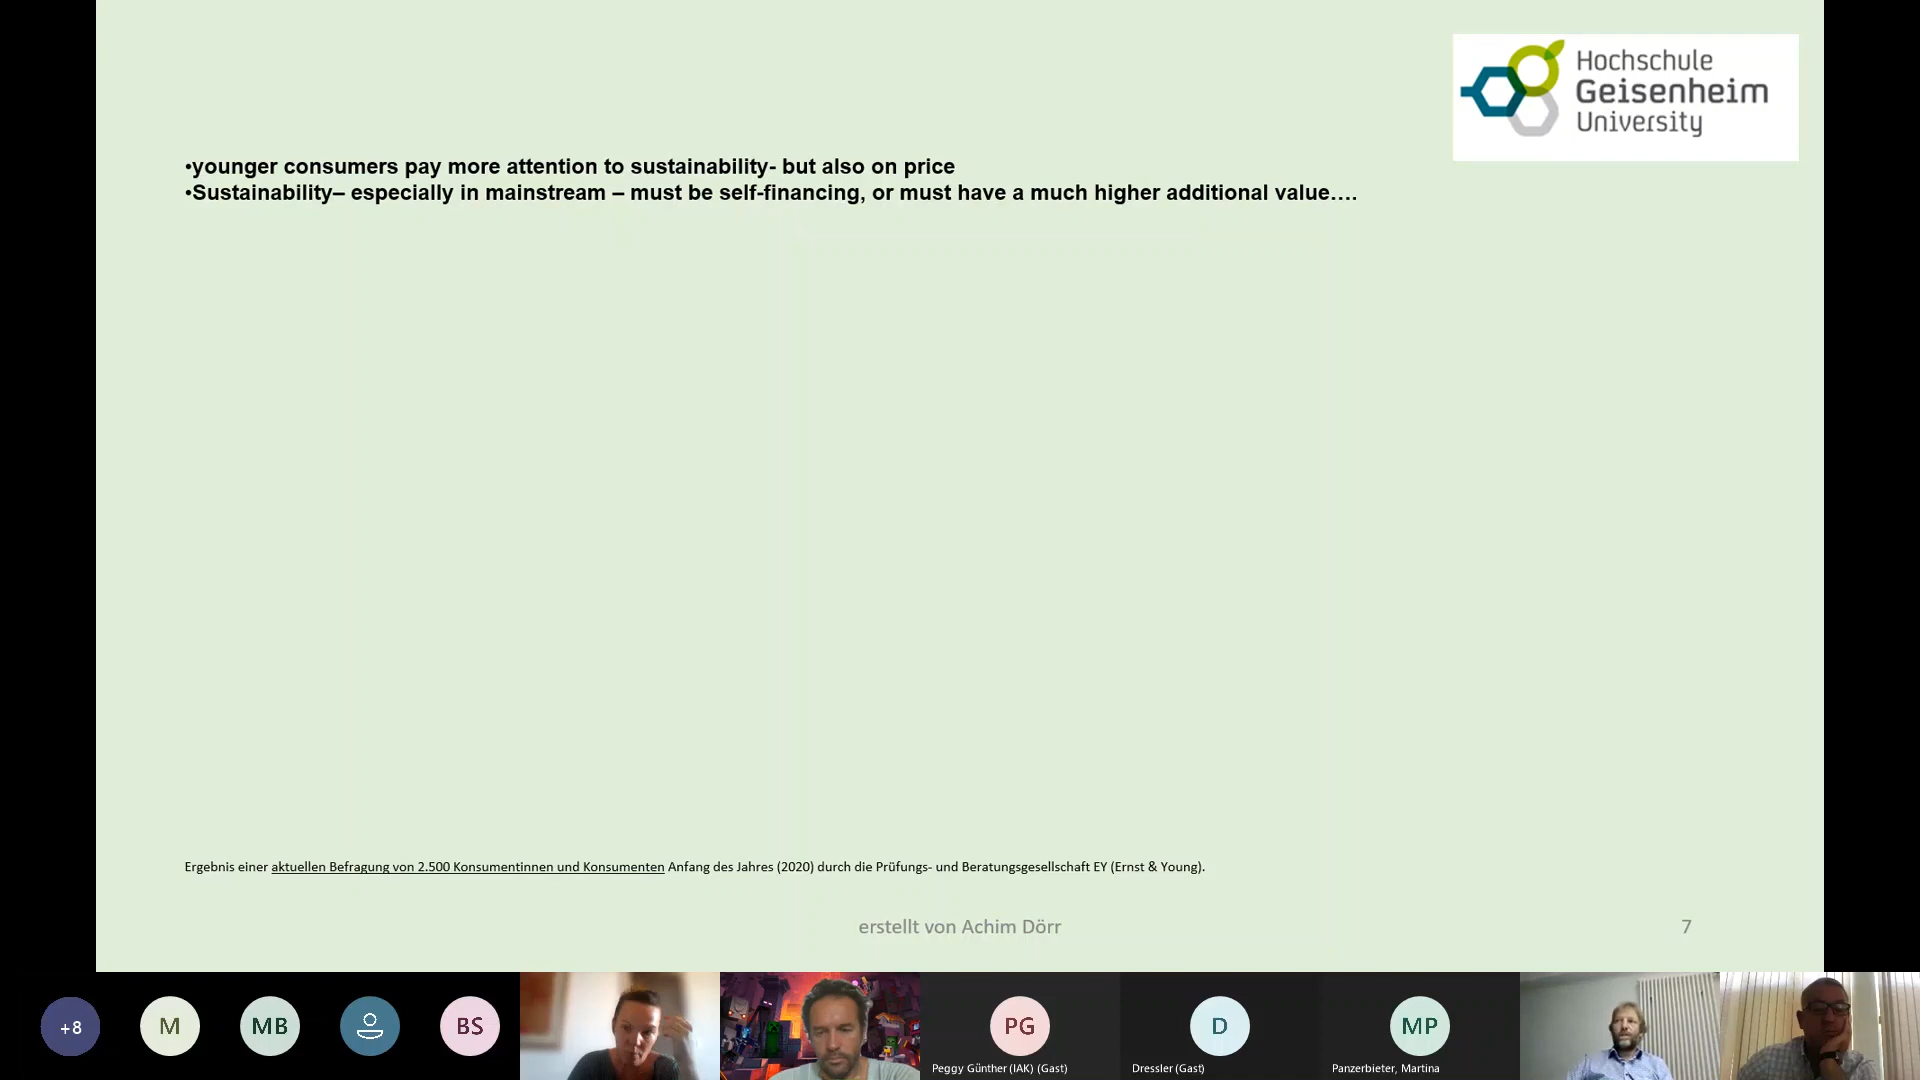 Hochschule
Geisenheim
University
•younger consumers pay more attention to sustainability- but also on price
•Sustainability– especially in mainstream – must be self-financing, or must have a much higher additional value….
Ergebnis einer aktuellen Befragung von 2.500 Konsumentinnen und Konsumenten Anfang des Jahres (2020) durch die Prüfungs- und Beratungsgesellschaft EY (Ernst & Young).
erstellt von Achim Dörr
7
+8
M
MB
BS
PG
D
MP
Peggy Günther (IAK) (Gast)
Dressler (Gast)
Panzerbieter, Martina